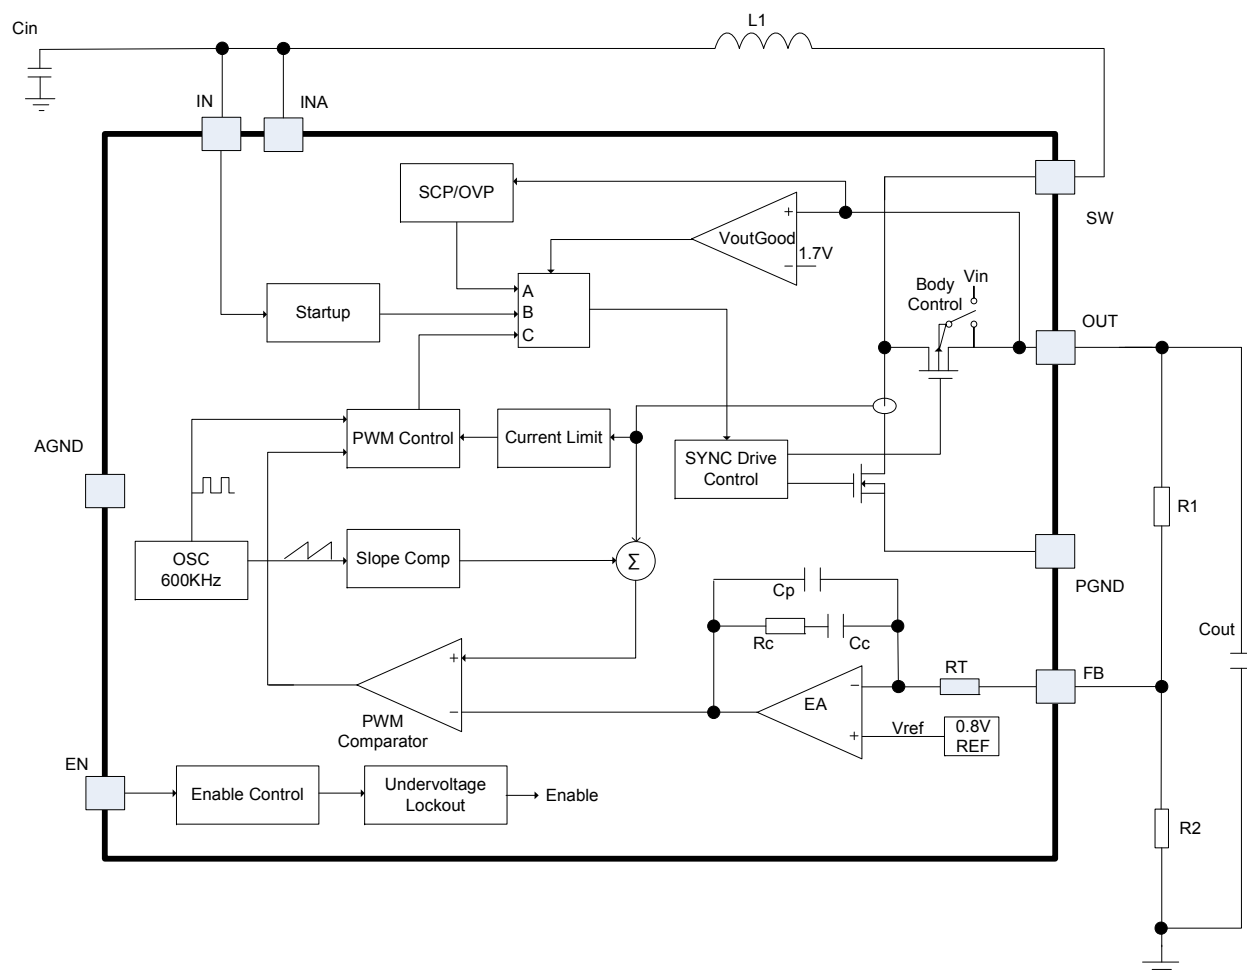 Cin
L1
IN
INA
SCP/OVP
VoutGood
+
−
1.7V
SW
Body
Control
Vin
Startup
A
B
C
OUT
AGND
PWM Control
Current Limit
SYNC Drive
Control
R1
OSC
600KHz
Slope Comp
Σ
PGND
Cp
Rc
Cc
Cout
RT
FB
+
−
EA
−
+
Vref
0.8V
REF
PWM
Comparator
EN
Enable Control
Undervoltage
Lockout
Enable
R2